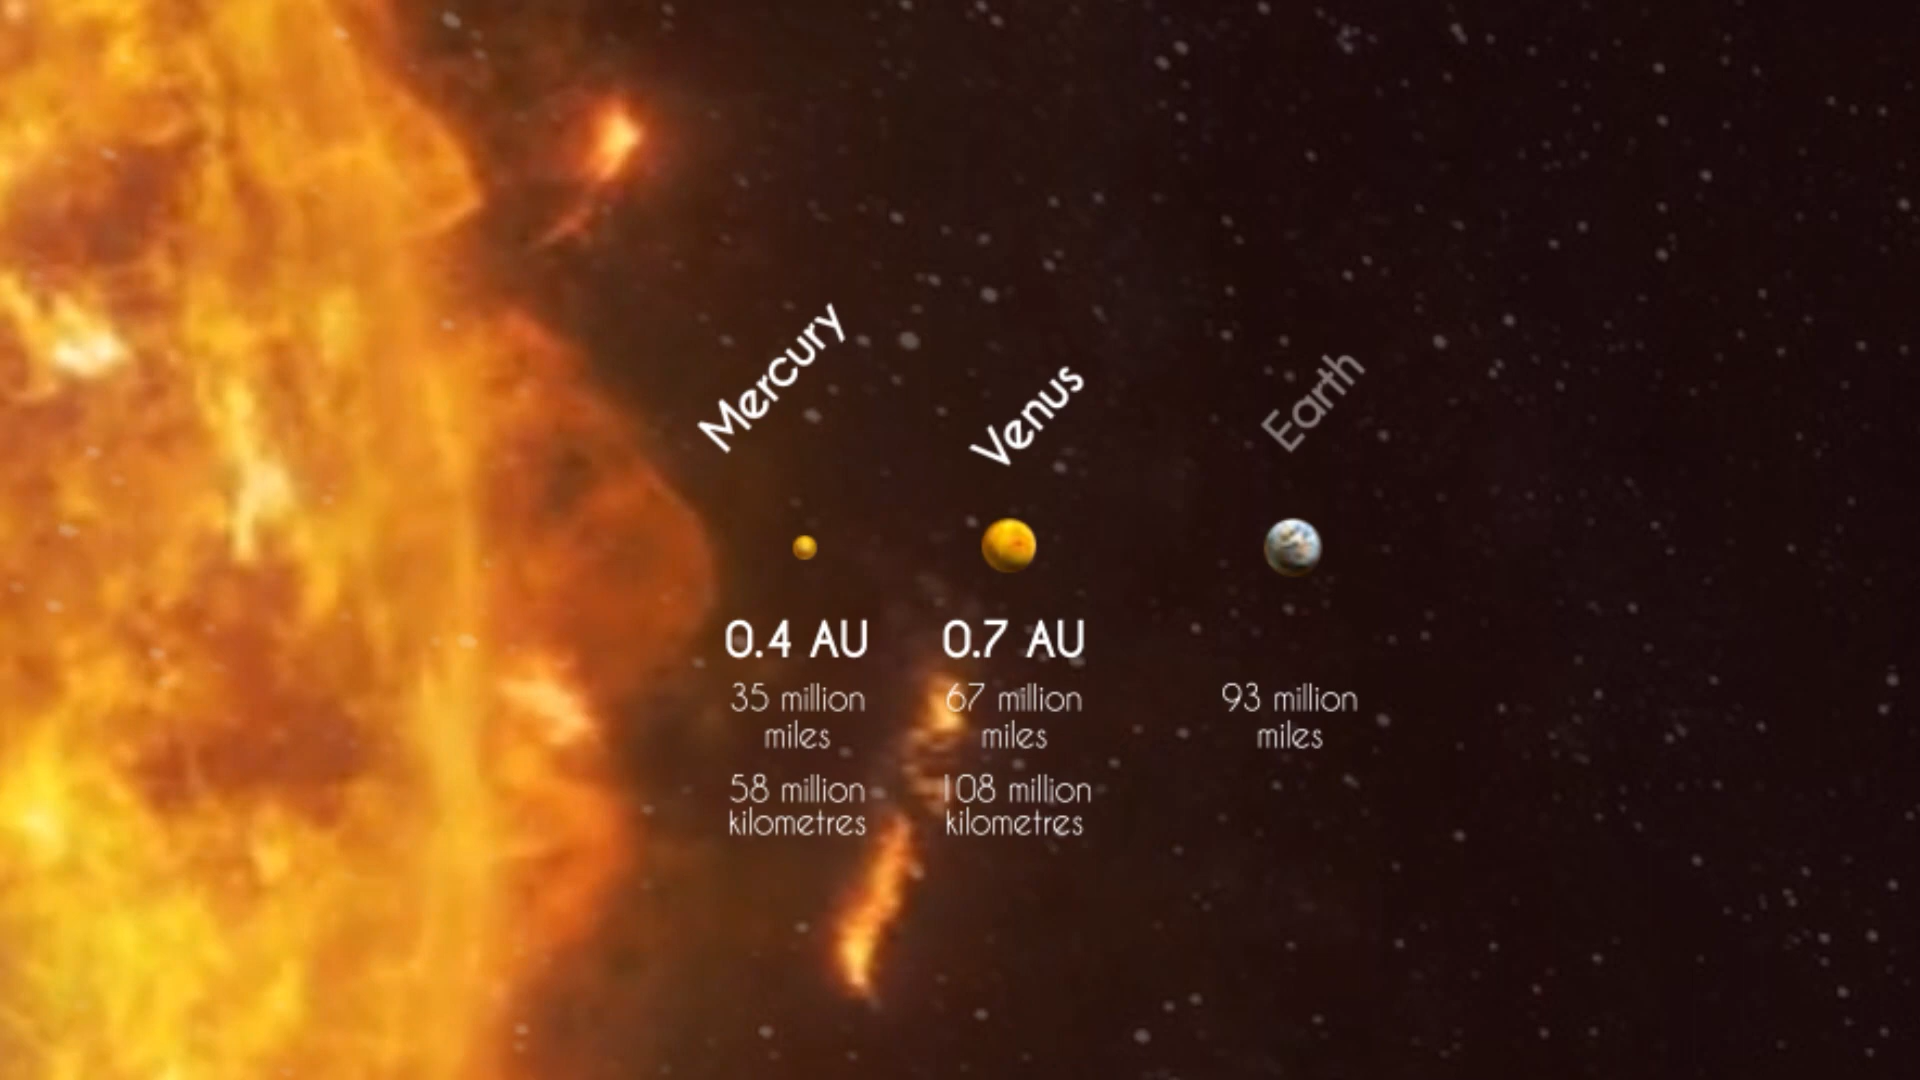 Mercury
Venus
Earth
0.4 AU
35 million
miles
58 million
kilometres
0.7 AU
67 million
miles
108 million
kilometres
93 million
miles